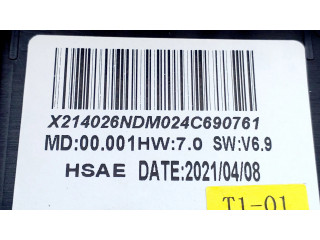 X214026NDM024C690761
MD:00.001HW:7.0 SW:V6.9
HSAE DATE:2021/04/08
T1-01